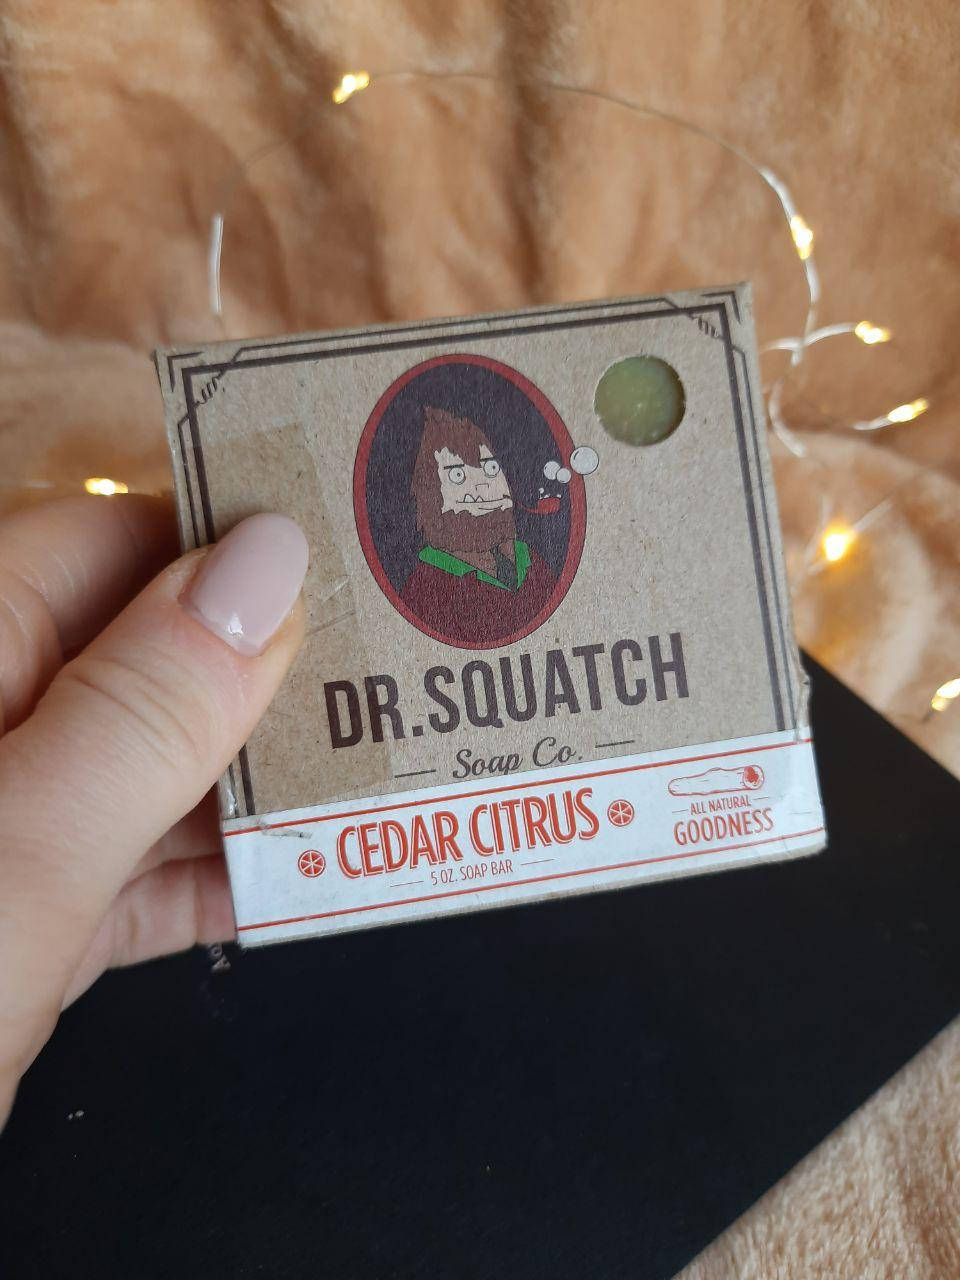 DR.SQUATCH
Soap Co.
CEDAR CITRUS
5 OZ. SOAP BAR
ALL NATURAL
GOODNESS